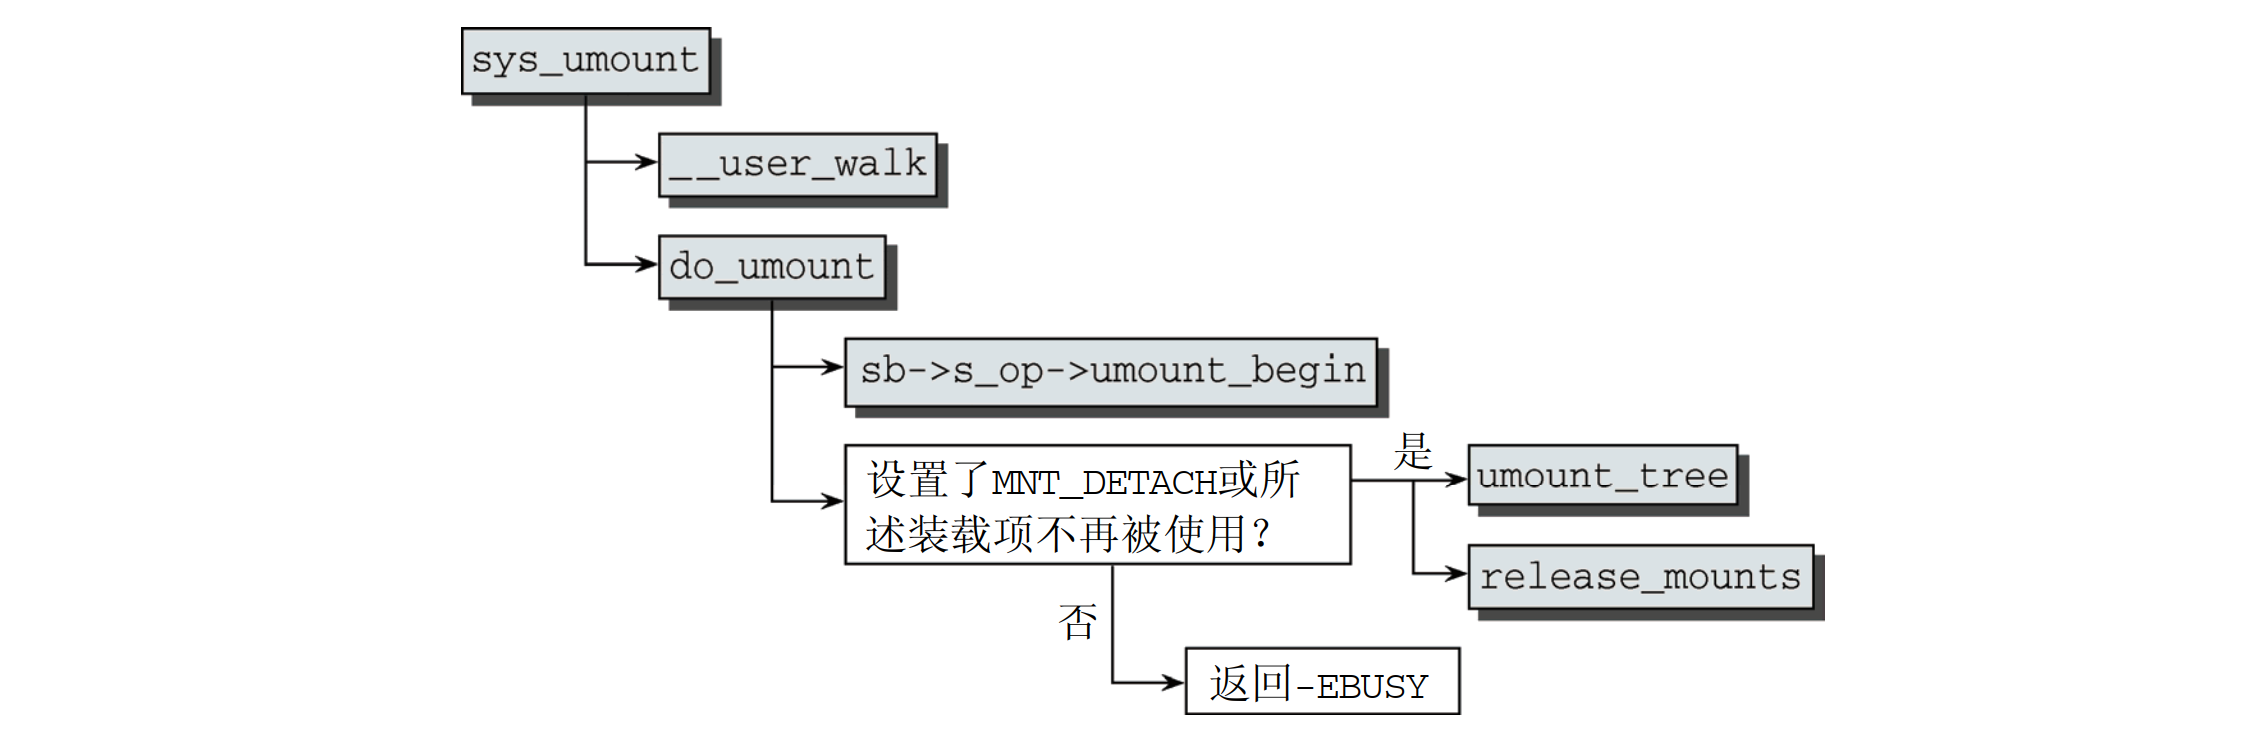 sys_umount
__user_walk
do_umount
sb->s_op->umount_begin
设置了MNT_DETACH或所
述装载项不再被使用？
是
umount_tree
release_mounts
否
返回-EBUSY